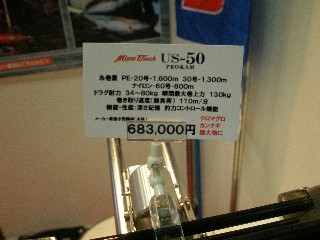 Miya Epoch US-50
PRO&AM
糸巻量 PE-20号-1,600m 30号-1,300m
ナイロン-60号-800m
ドラグ耐力 34~80kg 瞬間最大巻上力 130kg
巻き取り速度(無負荷) 110m/分
機能・性能:深さ記憶 釣力コントロール機能
683,000円
クロマグロ
カンナギ
超大物に